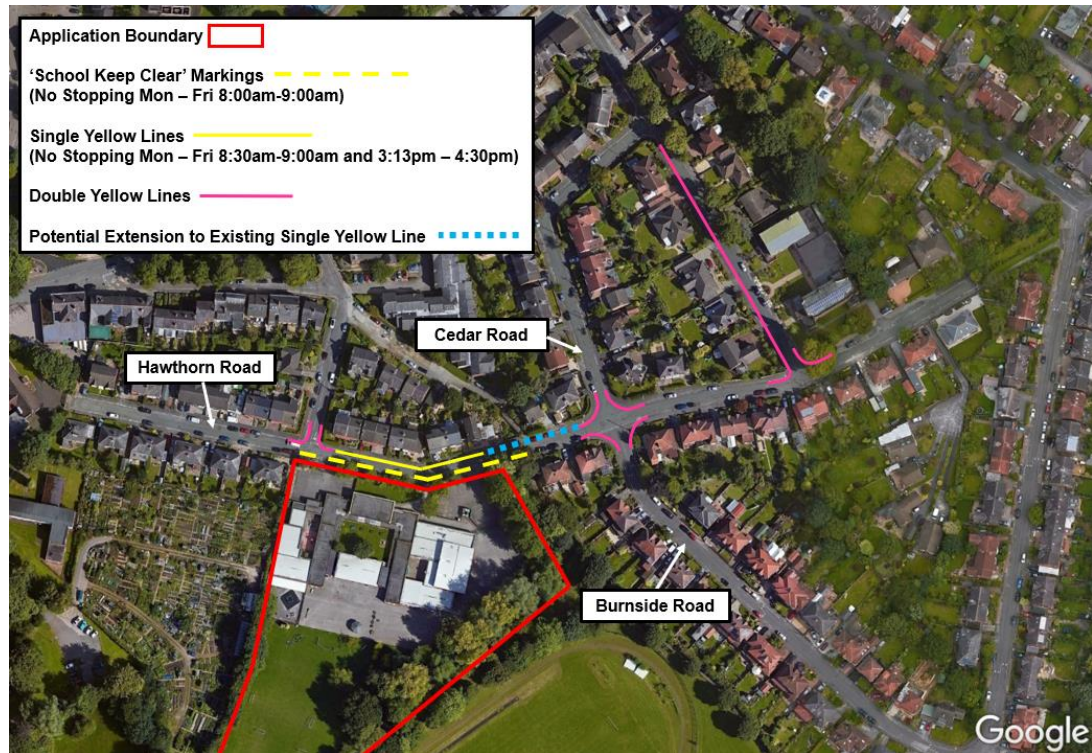 Application Boundary
‘School Keep Clear’ Markings
(No Stopping Mon – Fri 8:00am-9:00am)
Single Yellow Lines
(No Stopping Mon – Fri 8:30am-9:00am and 3:13pm – 4:30pm)
Double Yellow Lines
Potential Extension to Existing Single Yellow Line
Cedar Road
Hawthorn Road
Burnside Road
Google